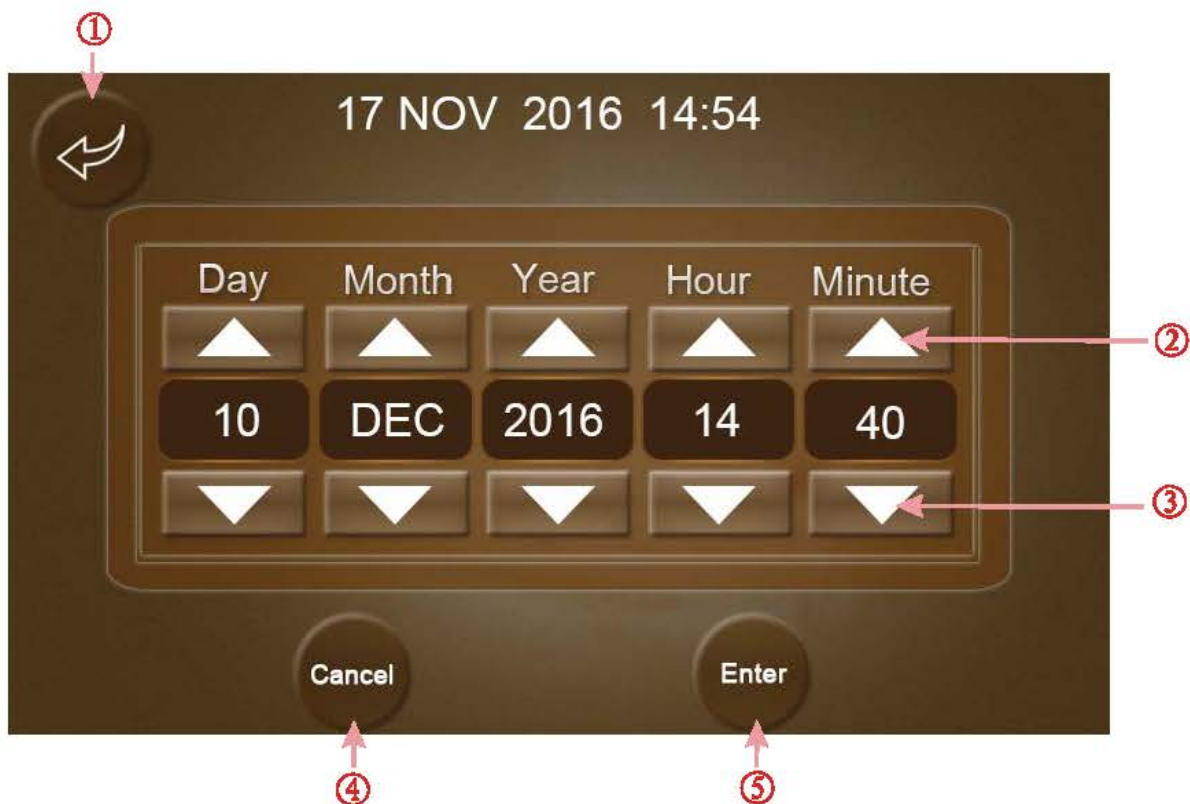 ①
17 NOV 2016 14:54
Day Month Year Hour Minute
②
10 DEC 2016 14 40
③
Cancel Enter
④ ⑤